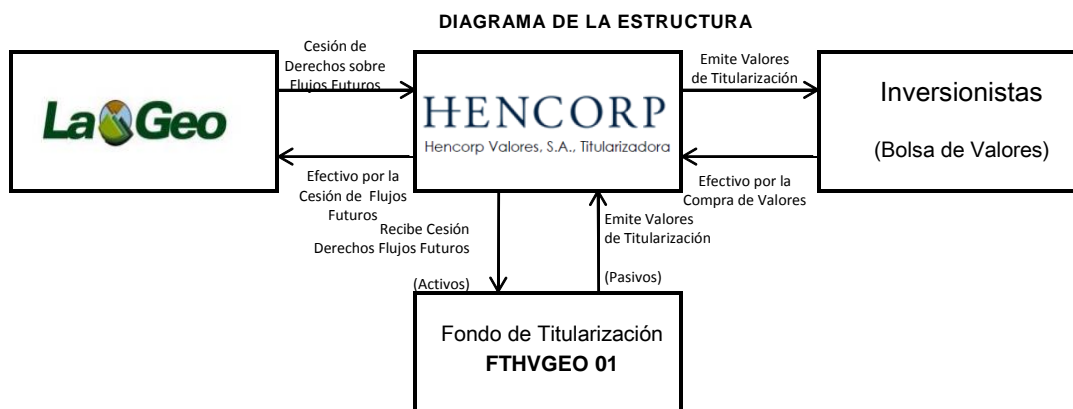 DIAGRAMA DE LA ESTRUCTURA
Cesión de
Derechos sobre
Flujos Futuros
LaGeo
Efectivo por la
Cesión de Flujos
Futuros
HENCORP
Hencorp Valores, S.A., Titularizadora
Emite Valores
de Titularización
Efectivo por la
Compra de Valores
Inversionistas
(Bolsa de Valores)
Recibe Cesión
Derechos Flujos Futuros
(Activos)
Emite Valores
de Titularización
(Pasivos)
Fondo de Titularización
FTHVGEO 01